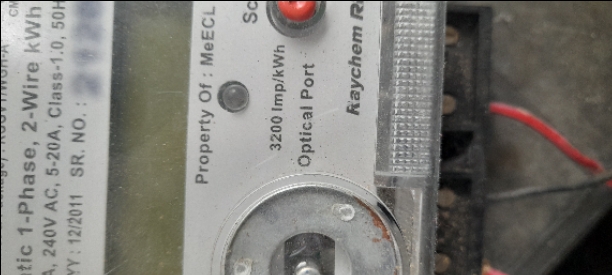 tic 1-Phase, 2-Wire kWh
A, 240V AC, 5-20A, Class-1.0, 50H
YY : 12/2011 SR. NO. :
Property Of : MeECL
Sc
3200 Imp/kWh
Optical Port
Raychem R